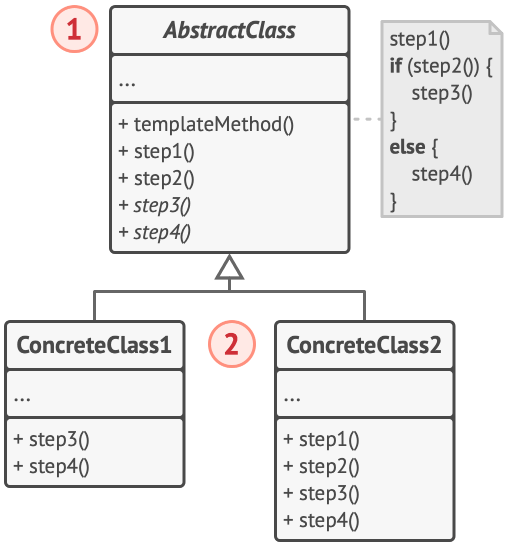 1
AbstractClass
...
+ templateMethod()
+ step1()
+ step2()
+ step3()
+ step4()
step1()
if (step2()) {
step3()
}
else {
step4()
}
ConcreteClass1
...
+ step3()
+ step4()
2
ConcreteClass2
...
+ step1()
+ step2()
+ step3()
+ step4()